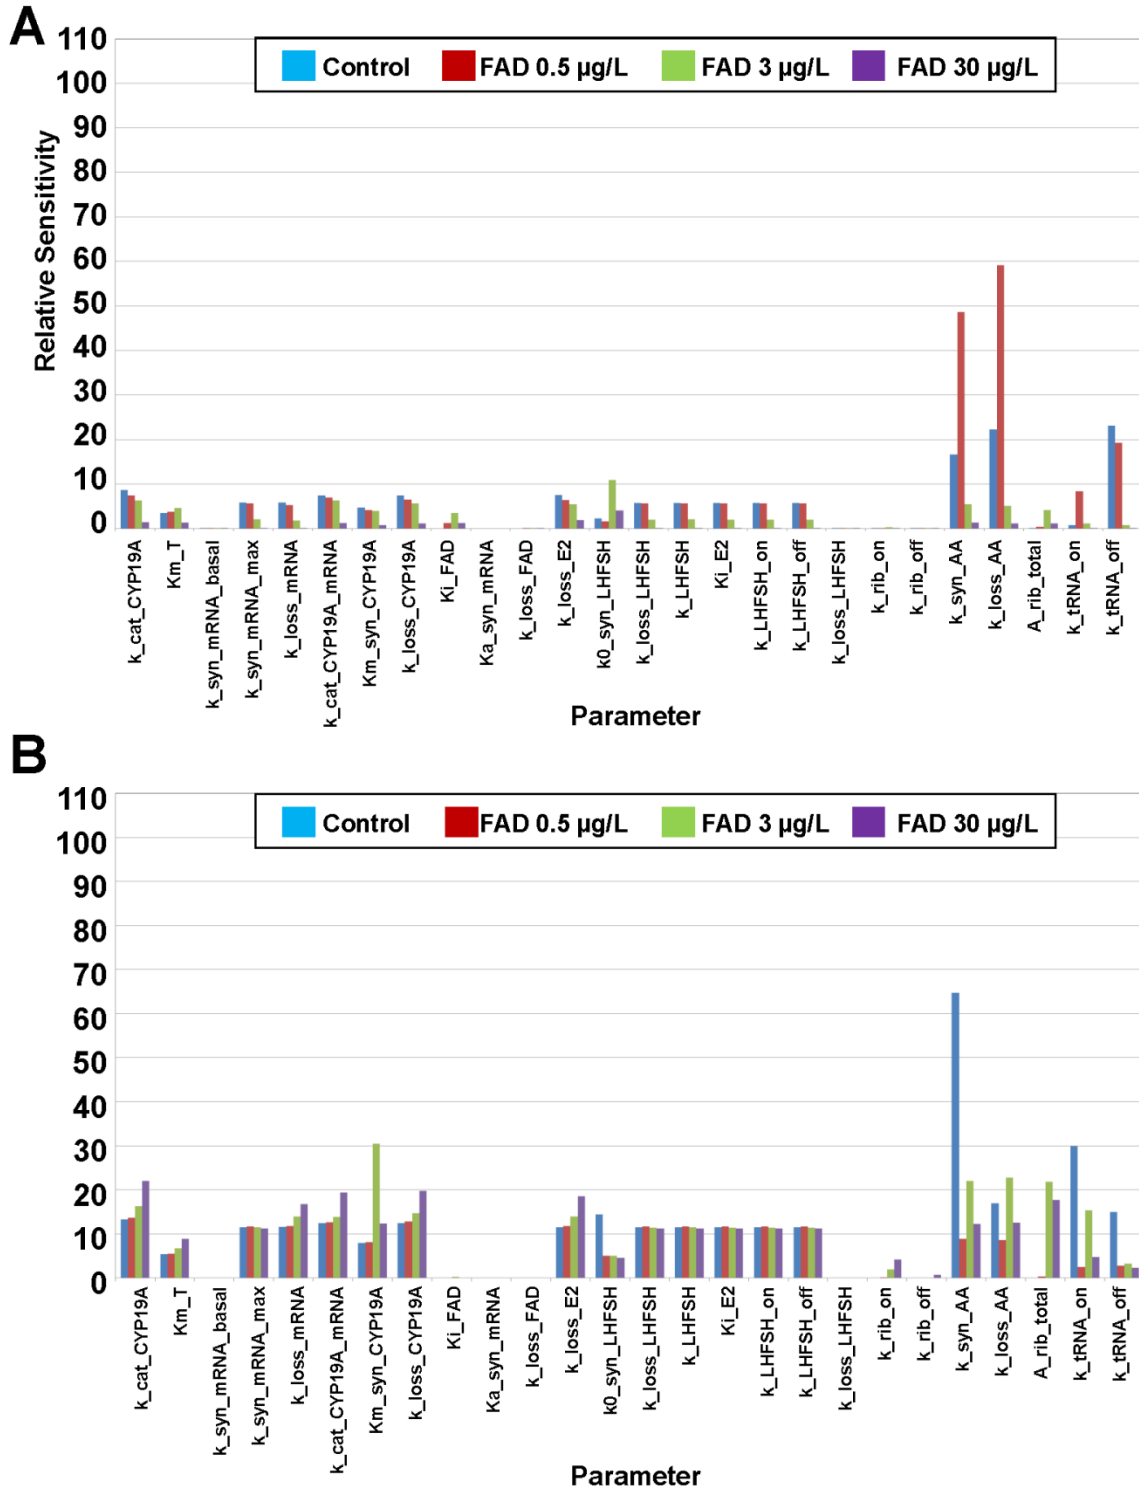 A
110
100
90
80
70
60
50
40
30
20
10
0
Relative Sensitivity
Control FAD 0.5 µg/L FAD 3 µg/L FAD 30 µg/L
k_cat_CYP19A
Km_T
k_syn_mRNA_basal
k_syn_mRNA_max
k_loss_mRNA
k_cat_CYP19A_mRNA
Km_syn_CYP19A
k_loss_CYP19A
Ki_FAD
Ka_syn_mRNA
k_loss_FAD
k_loss_E2
k0_syn_LHFSH
k_loss_LHFSH
k_LHFSH
Ki_E2
k_LHFSH_on
k_LHFSH_off
k_loss_LHFSH
k_rib_on
k_rib_off
k_syn_AA
k_loss_AA
A_rib_total
k_tRNA_on
k_tRNA_off
Parameter
B
110
100
90
80
70
60
50
40
30
20
10
0
Control FAD 0.5 µg/L FAD 3 µg/L FAD 30 µg/L
k_cat_CYP19A
Km_T
k_syn_mRNA_basal
k_syn_mRNA_max
k_loss_mRNA
k_cat_CYP19A_mRNA
Km_syn_CYP19A
k_loss_CYP19A
Ki_FAD
Ka_syn_mRNA
k_loss_FAD
k_loss_E2
k0_syn_LHFSH
k_loss_LHFSH
k_LHFSH
Ki_E2
k_LHFSH_on
k_LHFSH_off
k_loss_LHFSH
k_rib_on
k_rib_off
k_syn_AA
k_loss_AA
A_rib_total
k_tRNA_on
k_tRNA_off
Parameter